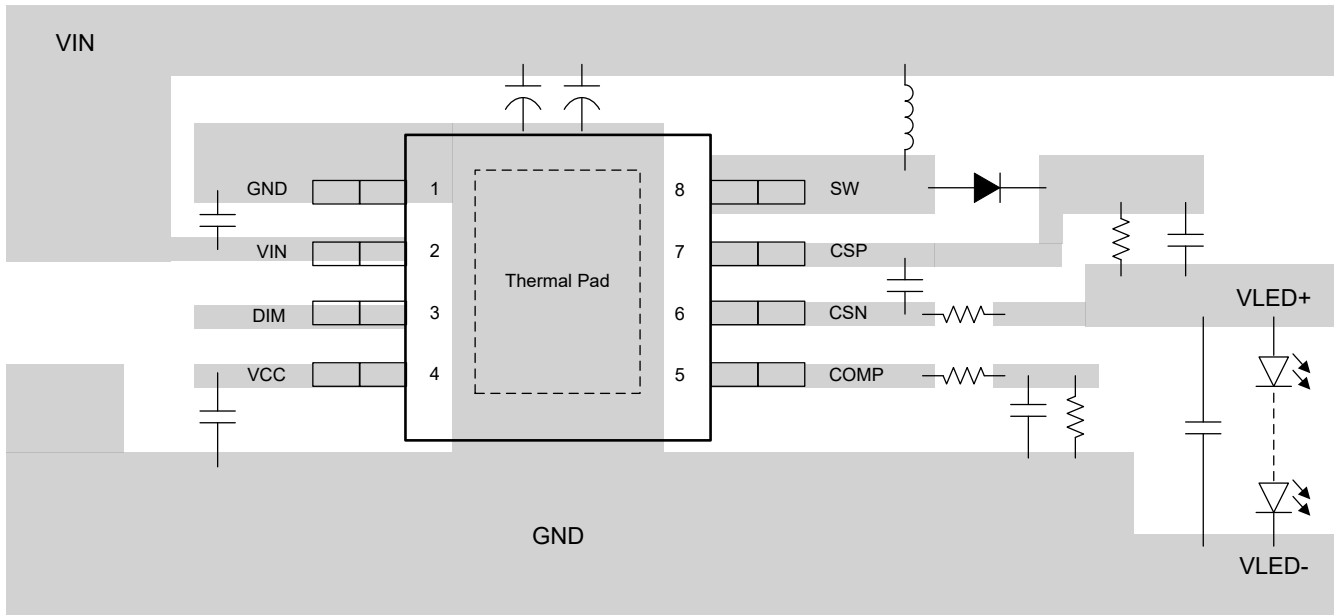 VIN
GND 1 8 SW
VIN 2 7 CSP
Thermal Pad
DIM 3 6 CSN
VCC 4 5 COMP
VLED+
GND
VLED-